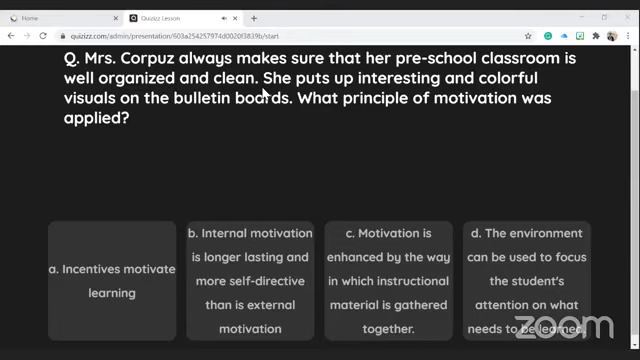 Home
Quizizz Lesson
quizizz.com/admin/presentation/603a254257974d0020f3839b/start
Q. Mrs. Corpuz always makes sure that her pre-school classroom is
well organized and clean. She puts up interesting and colorful
visuals on the bulletin boards. What principle of motivation was
applied?
a. Incentives motivate
learning
b. Internal motivation
is longer lasting and
more self-directive
than is external
motivation
c. Motivation is
enhanced by the way
in which instructional
material is gathered
together.
d. The environment
can be used to focus
the student's
attention on what
needs to be learned.
zoom